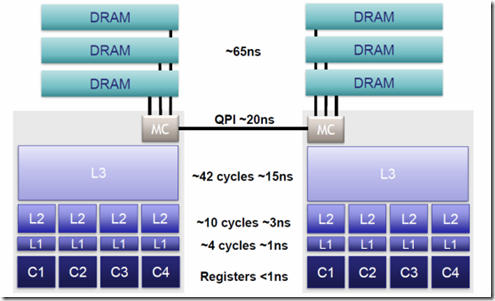 DRAM DRAM
DRAM ~65ns DRAM
DRAM DRAM
QPI ~20ns
MC MC
L3 ~42 cycles ~15ns L3
L2 L2 L2 L2 ~10 cycles ~3ns L2 L2 L2 L2
L1 L1 L1 L1 ~4 cycles ~1ns L1 L1 L1 L1
C1 C2 C3 C4 Registers <1ns C1 C2 C3 C4